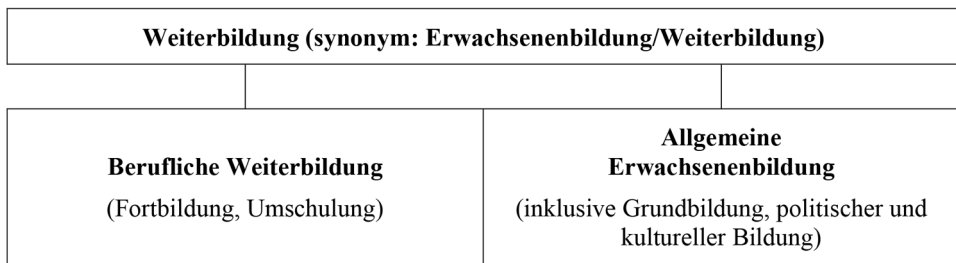 Weiterbildung (synonym: Erwachsenenbildung/Weiterbildung)
Berufliche Weiterbildung
(Fortbildung, Umschulung)
Allgemeine
Erwachsenenbildung
(inklusive Grundbildung, politischer und
kultureller Bildung)